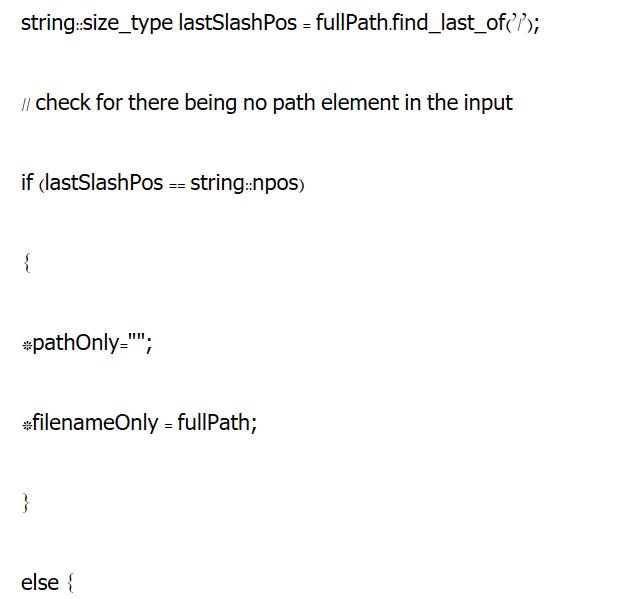 string::size_type lastSlashPos = fullPath.find_last_of(’/’);
// check for there being no path element in the input
if (lastSlashPos == string::npos)
{
*pathOnly="";
*filenameOnly = fullPath;
}
else {